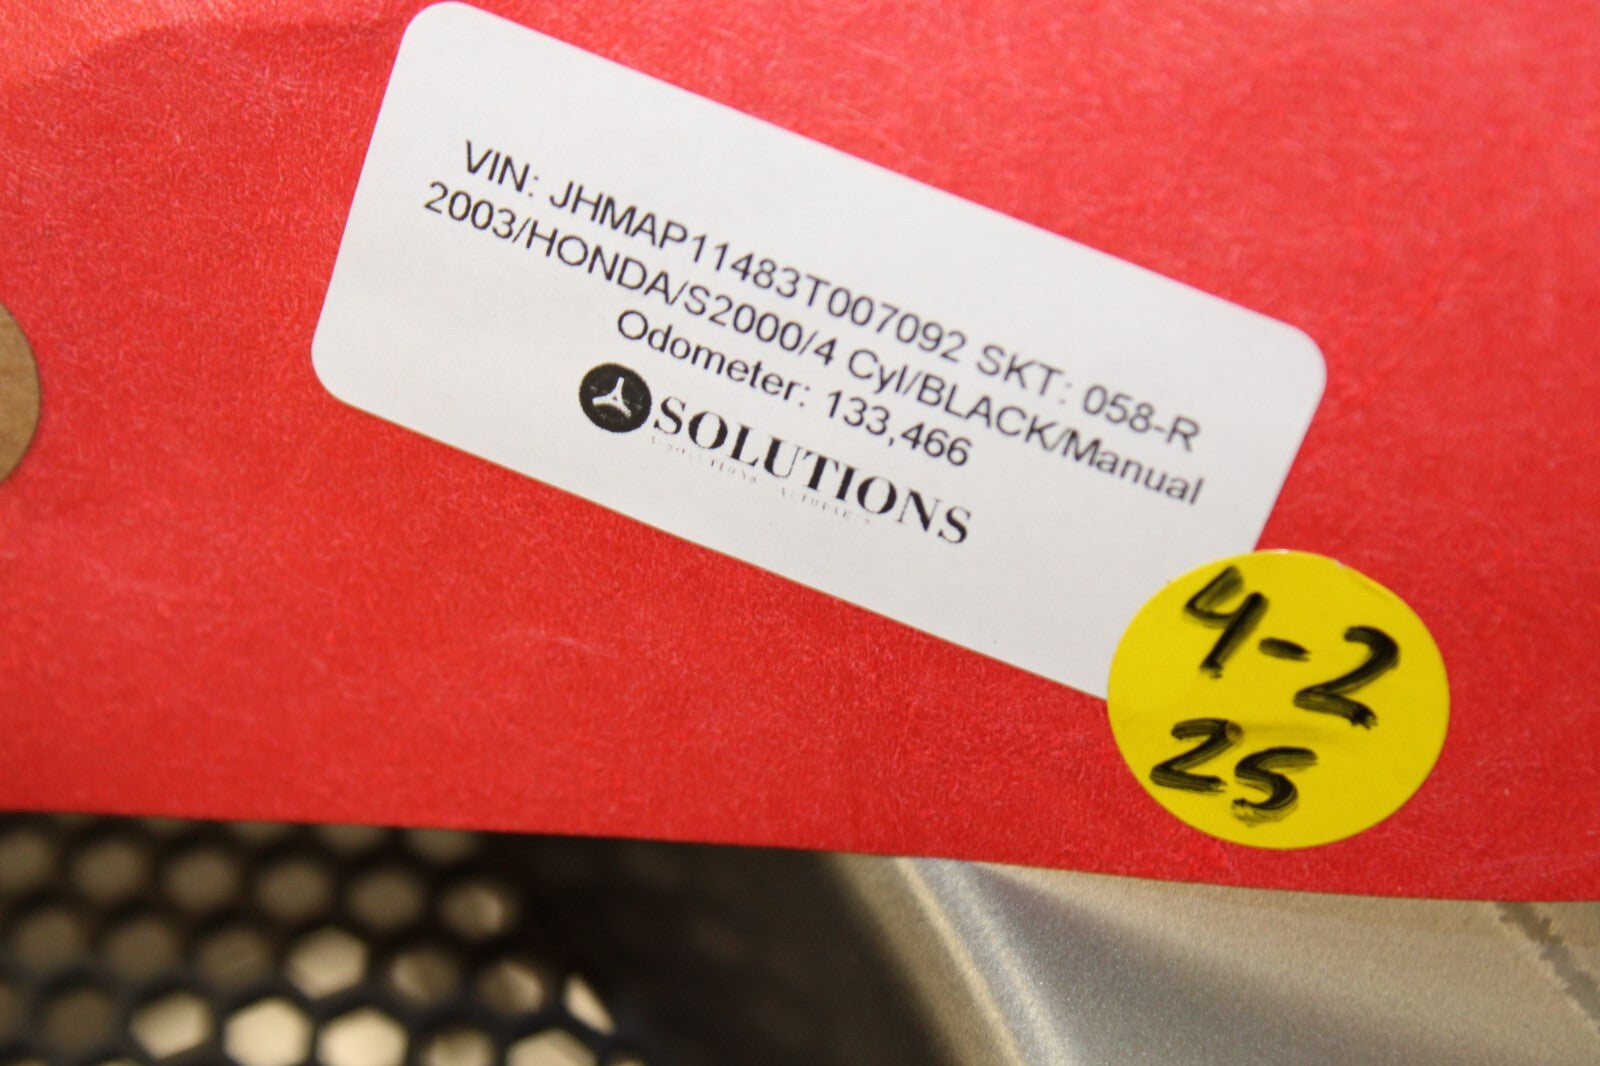 VIN: JHMAP11483T007092 SKT: 058-R
2003/HONDA/S2000/4 Cyl/BLACK/Manual
Odometer: 133,466
SOLUTIONS
4-2
25